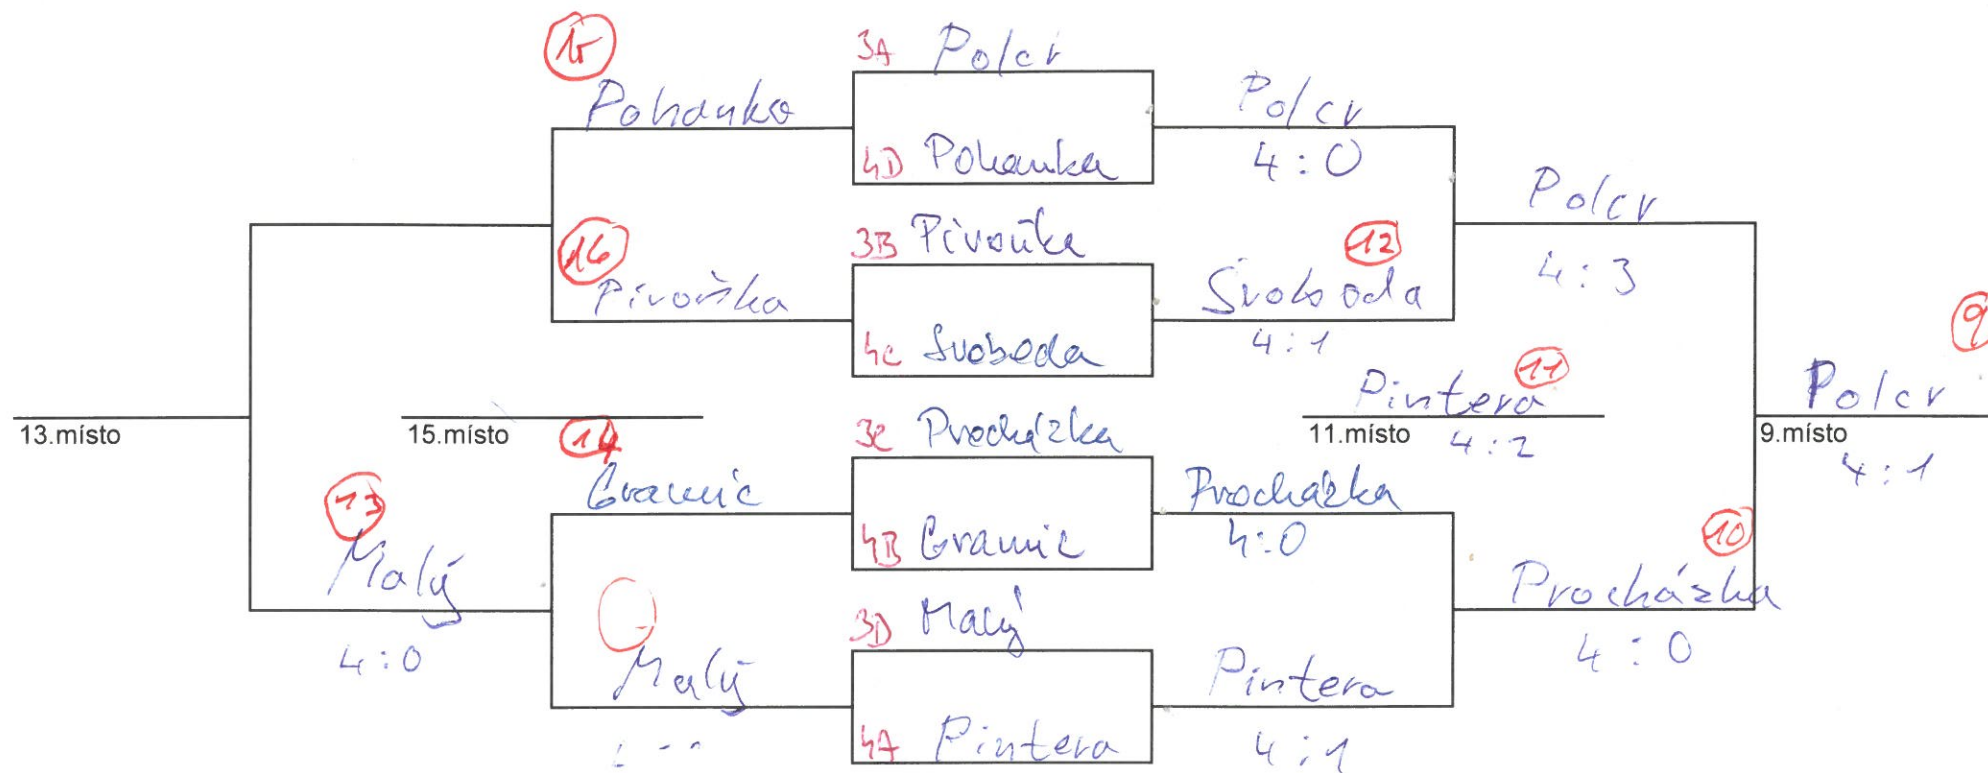 15
3A Polcr
Pohanka
Polcr
4D Pohanka
4:0
Polcr
16
3B Pivoňka
12
4:3
Pivoňka
Svoboda
4C Svoboda
4:1
9
11
Pintera
Polcr
13.místo
15.místo
14
3C Procházka
11.místo
4:2
9.místo
4:1
13
Gramic
Procházka
10
4B Gramic
4:0
Malý
Procházka
3D Malý
4:0
4:0
Malý
Pintera
4A Pintera
4:1